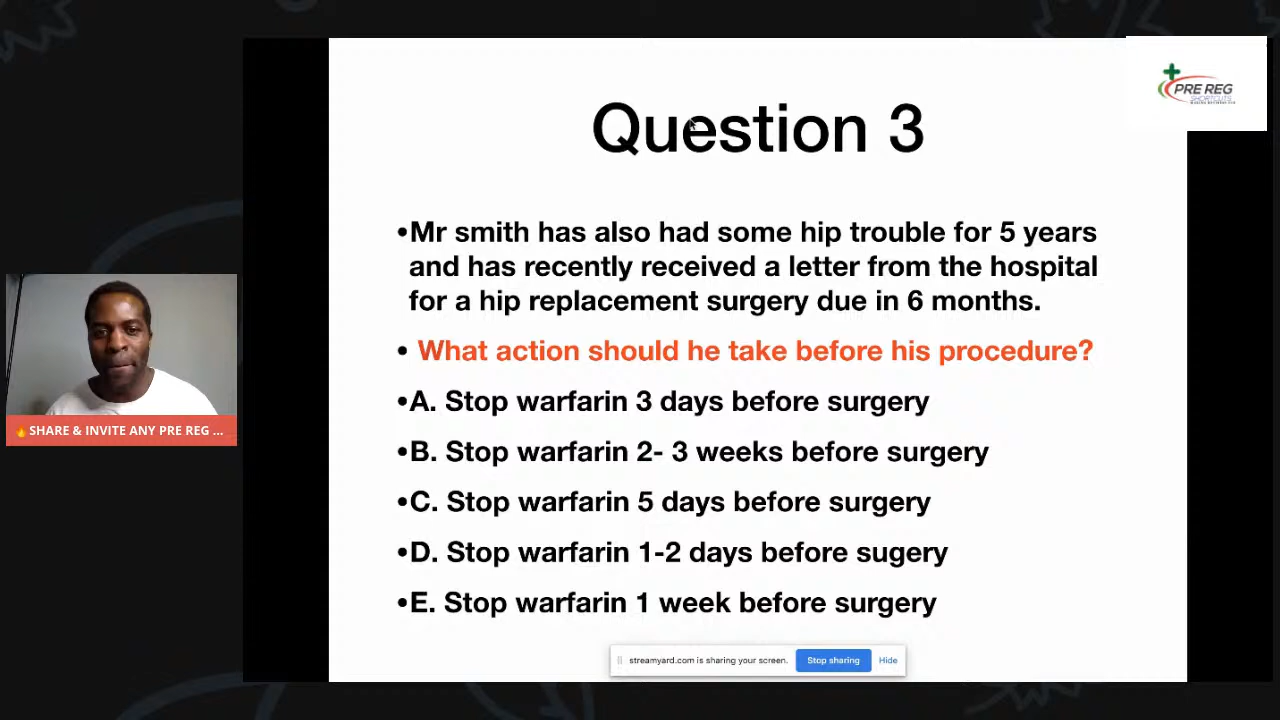 Question 3
•Mr smith has also had some hip trouble for 5 years
and has recently received a letter from the hospital
for a hip replacement surgery due in 6 months.
• What action should he take before his procedure?
•A. Stop warfarin 3 days before surgery
•B. Stop warfarin 2- 3 weeks before surgery
•C. Stop warfarin 5 days before surgery
•D. Stop warfarin 1-2 days before sugery
•E. Stop warfarin 1 week before surgery
PRE REG
SHORTCUTS
🔥SHARE & INVITE ANY PRE REG ...
streamyard.com is sharing your screen. Stop sharing Hide